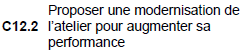 Proposer une modernisation de
C12.2 l'atelier pour augmenter sa
performance